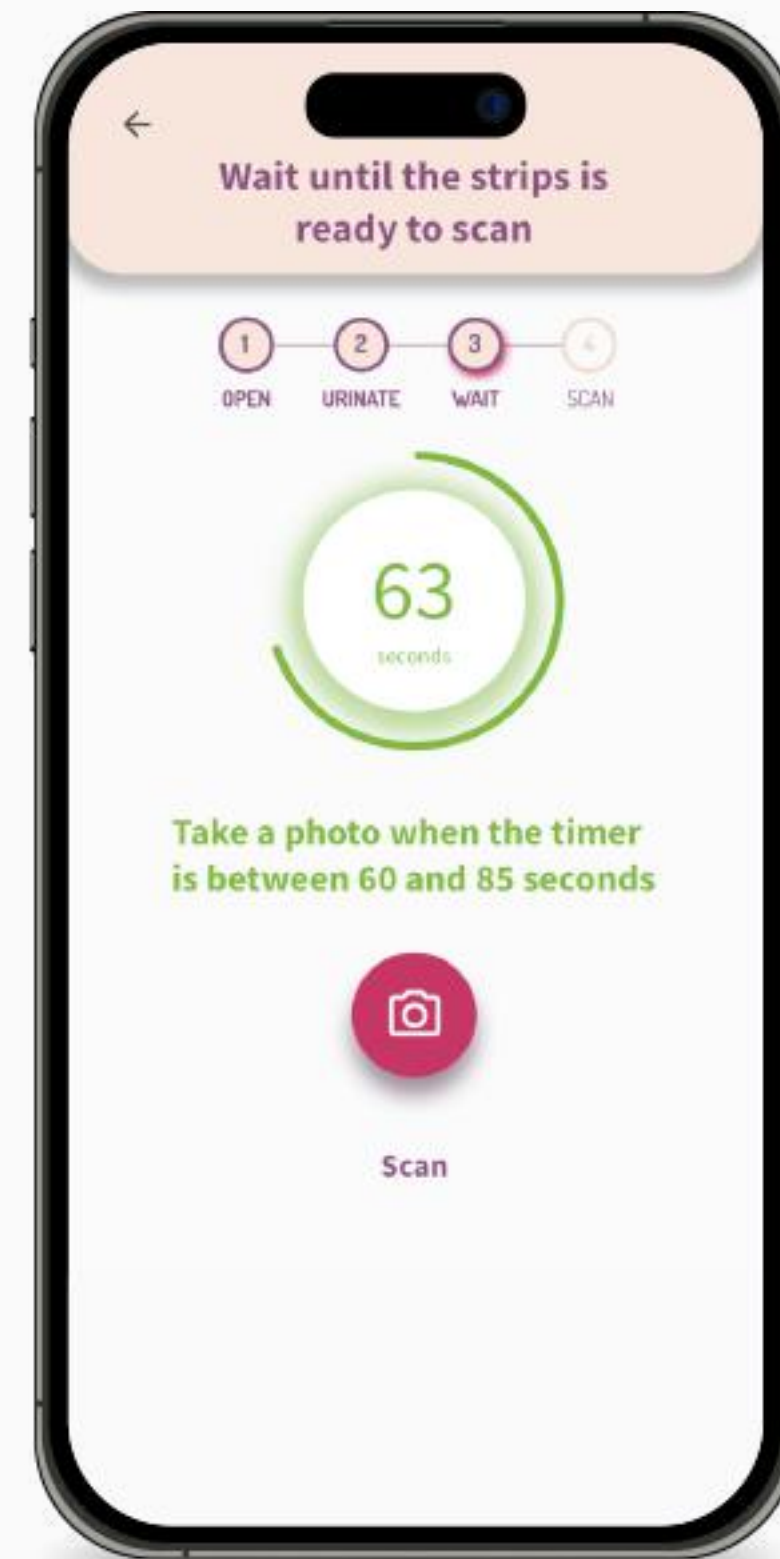 Wait until the strips is
ready to scan
1 2 3 4
OPEN URINATE WAIT SCAN
63
seconds
Take a photo when the timer
is between 60 and 85 seconds
Scan